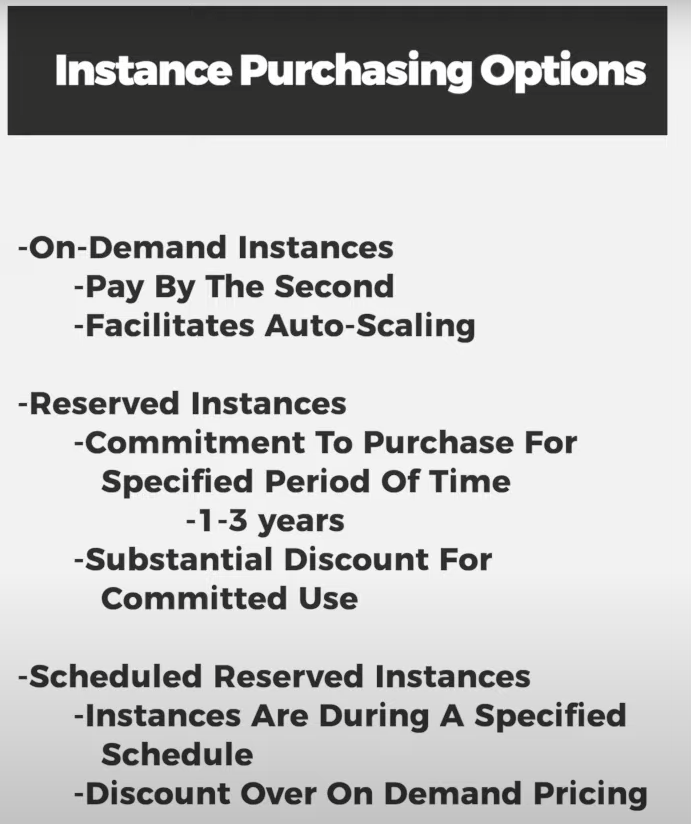 Instance Purchasing Options
-On-Demand Instances
-Pay By The Second
-Facilitates Auto-Scaling
-Reserved Instances
-Commitment To Purchase For
Specified Period Of Time
-1-3 years
-Substantial Discount For
Committed Use
-Scheduled Reserved Instances
-Instances Are During A Specified
Schedule
-Discount Over On Demand Pricing